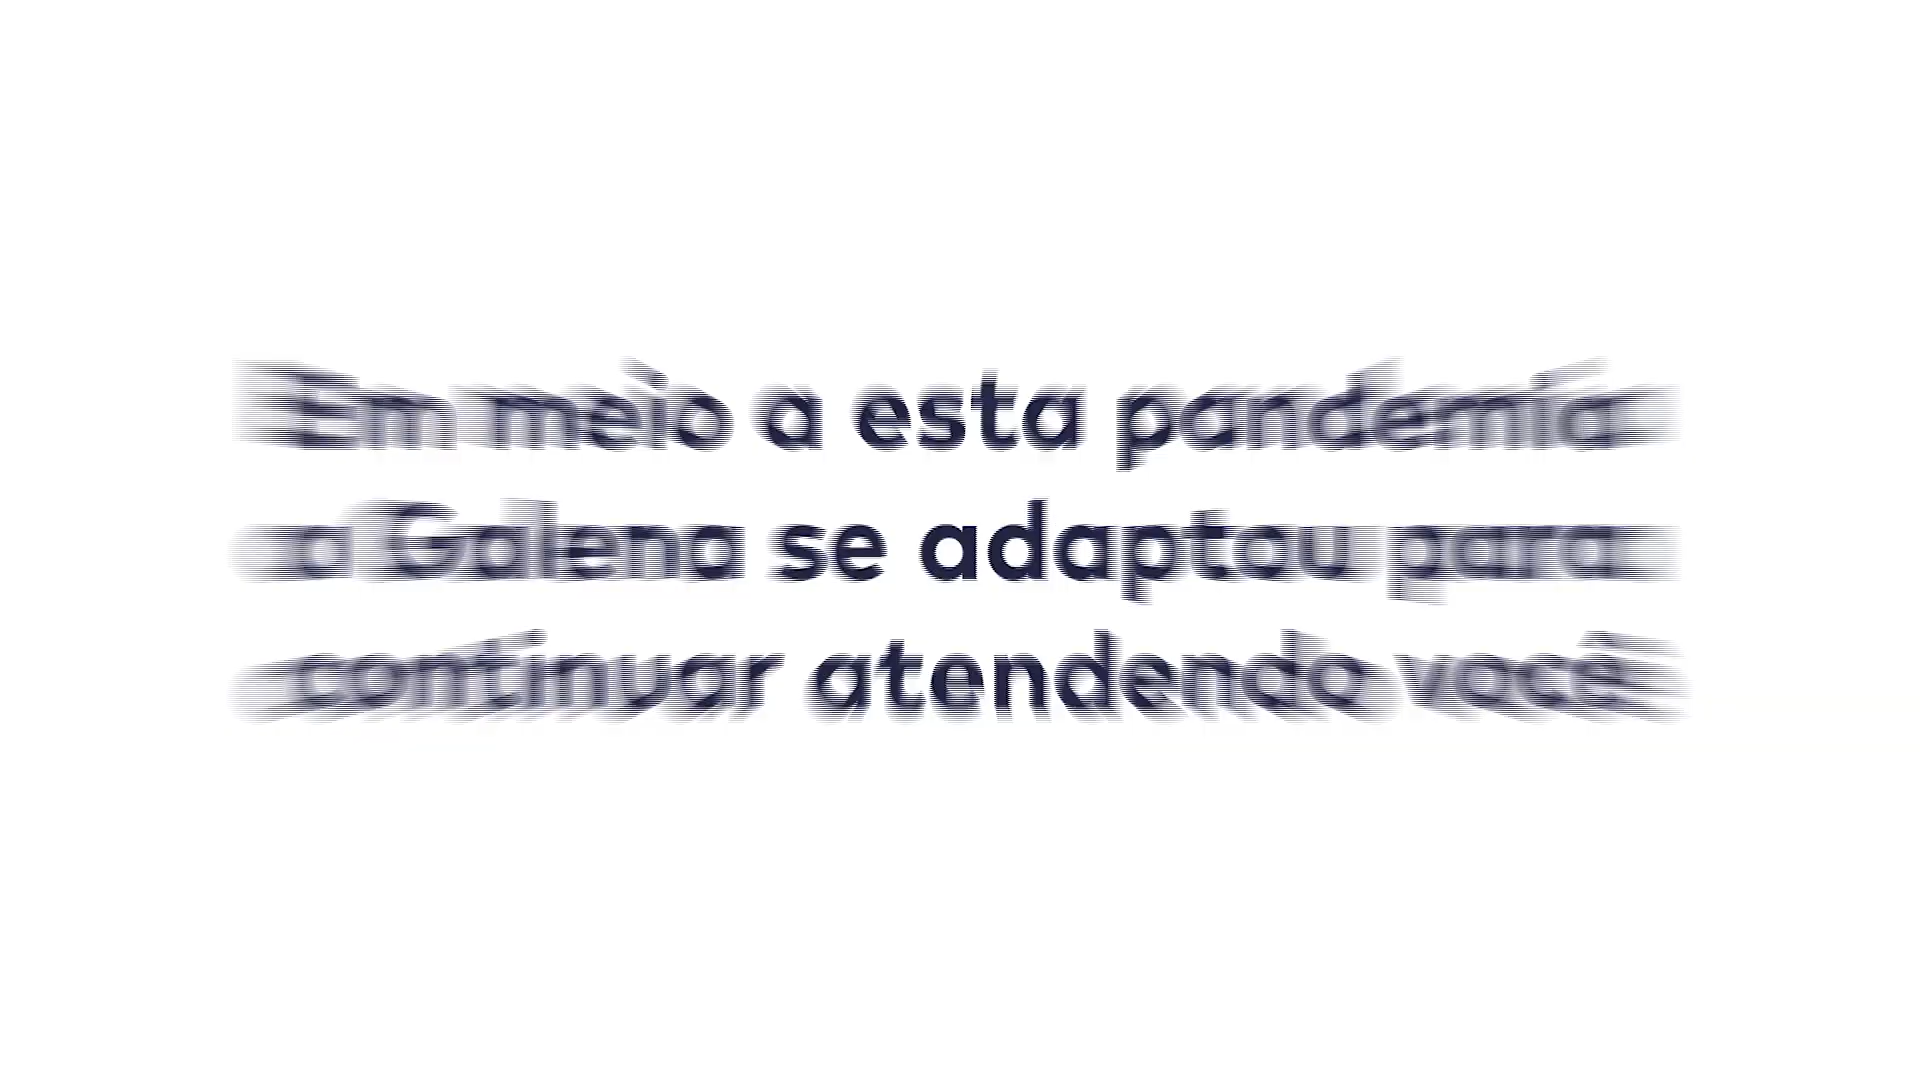 Em meio a esta pandemia
a Galena se adaptou para
continuar atendendo você